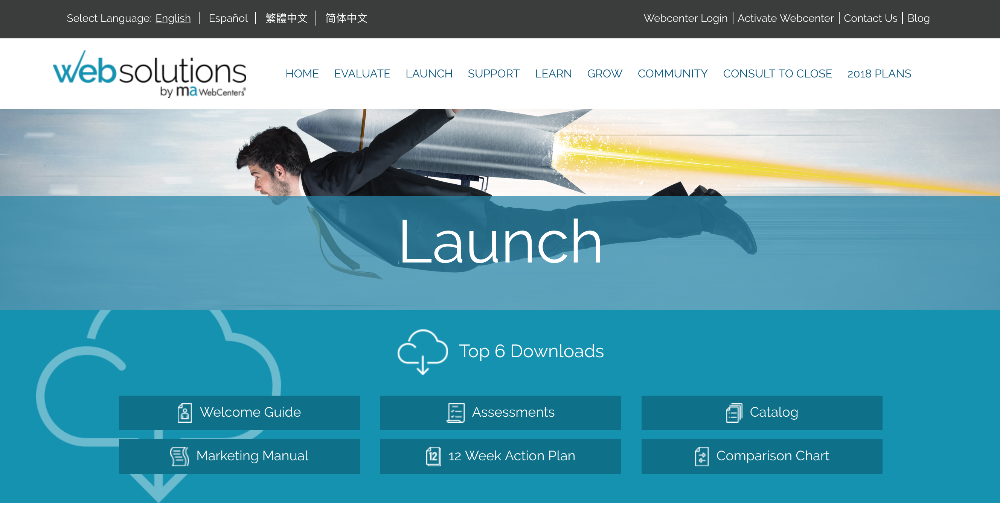 Select Language: English | Español | 繁體中文 | 简体中文
Webcenter Login | Activate Webcenter | Contact Us | Blog
websolutions
by ma WebCenters®
HOME EVALUATE LAUNCH SUPPORT LEARN GROW COMMUNITY CONSULT TO CLOSE 2018 PLANS
Launch
Top 6 Downloads
Welcome Guide
Assessments
Catalog
Marketing Manual
12
12 Week Action Plan
Comparison Chart